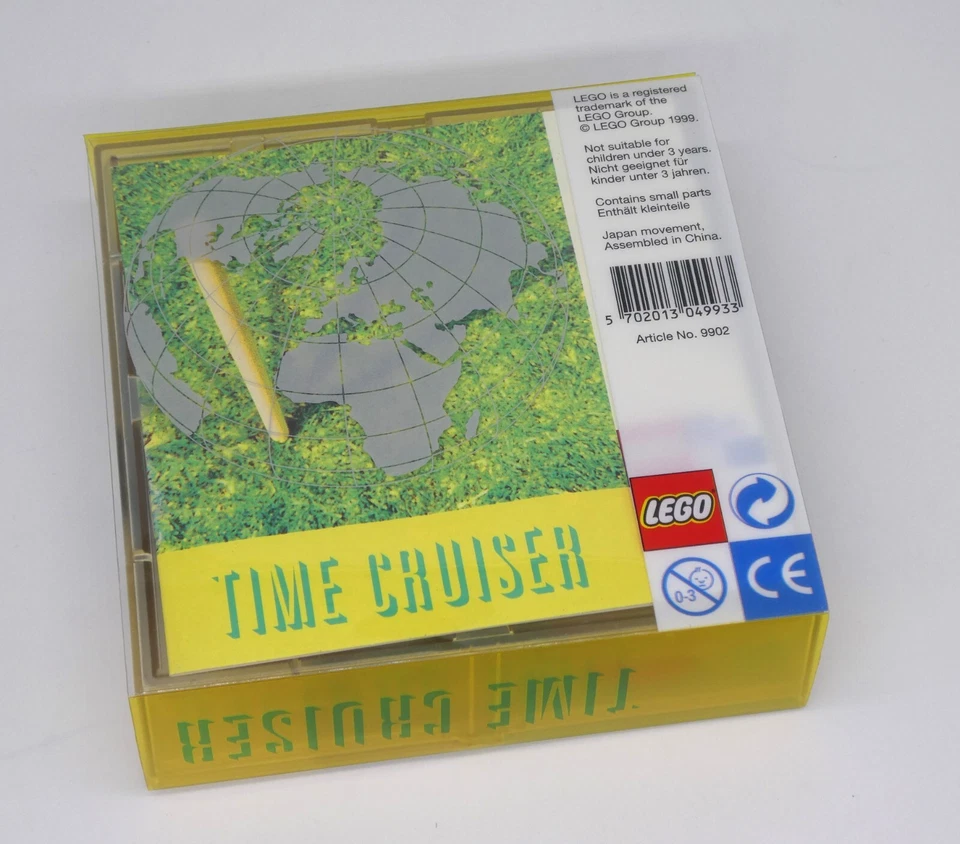 LEGO is a registered
trademark of the
LEGO Group.
© LEGO Group 1999.
Not suitable for
children under 3 years.
Nicht geeignet für
kinder unter 3 jahren.
Contains small parts
Enthält kleinteile
Japan movement,
Assembled in China.
5 702013 049933
Article No. 9902
LEGO
0-3
CE
TIME CRUISER
TIME CRUISER